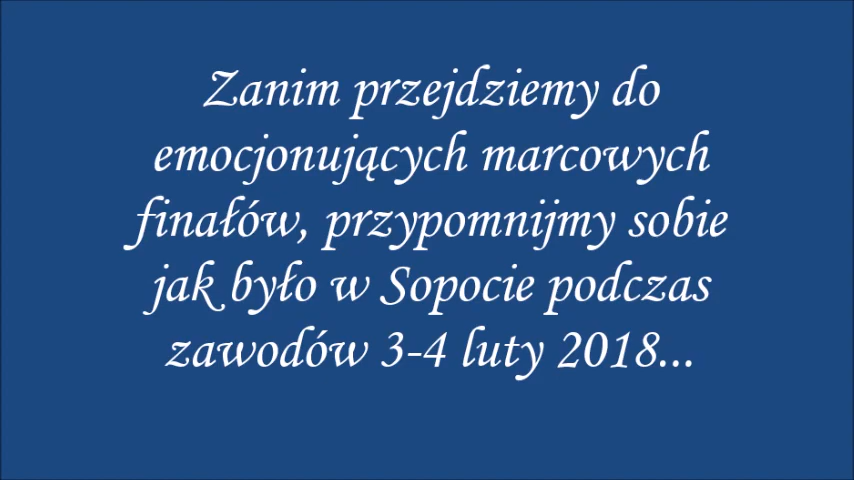 Zanim przejdziemy do
emocjonujących marcowych
finałów, przypomnijmy sobie
jak było w Sopocie podczas
zawodów 3-4 luty 2018...